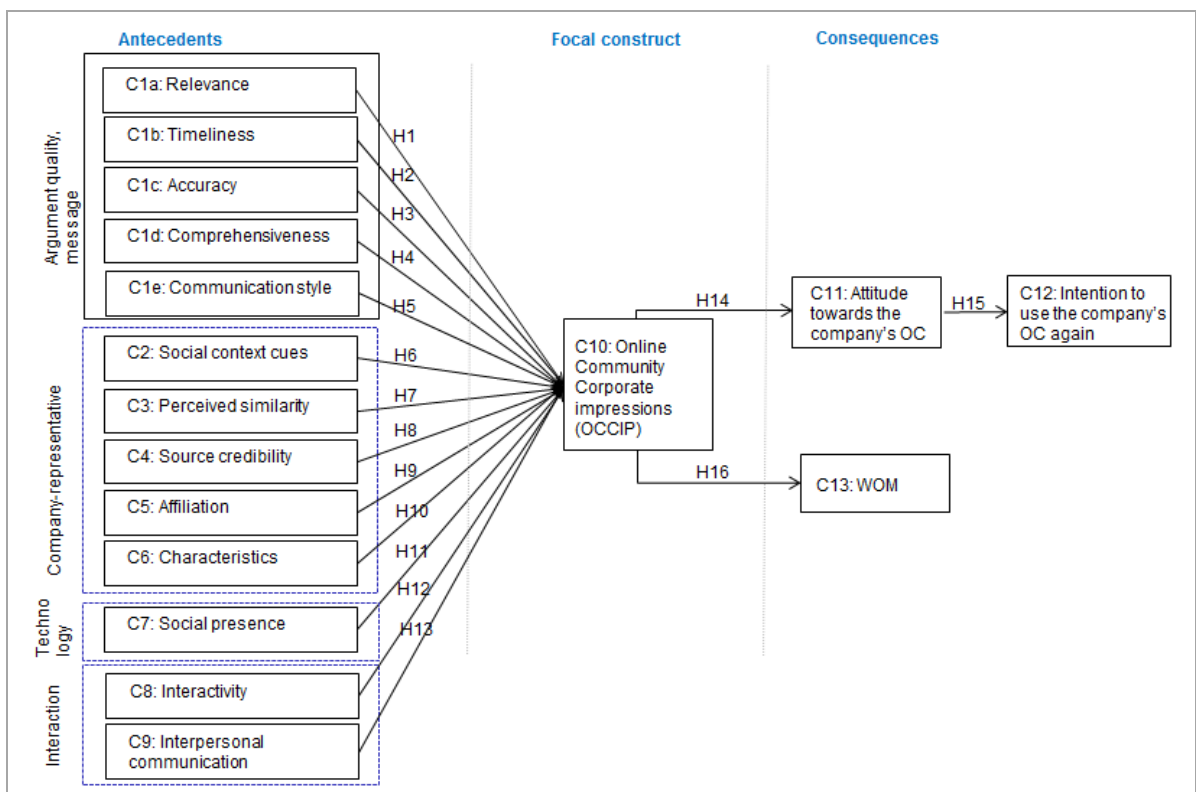 Antecedents
Focal construct
Consequences
Argument quality,
message
C1a: Relevance
C1b: Timeliness
C1c: Accuracy
C1d: Comprehensiveness
C1e: Communication style
H1
H2
H3
H4
H5
Company-representative
C2: Social context cues
C3: Perceived similarity
C4: Source credibility
C5: Affiliation
C6: Characteristics
H6
H7
H8
H9
H10
Techno
logy
C7: Social presence
H11
H12
H13
Interaction
C8: Interactivity
C9: Interpersonal
communication
C10: Online
Community
Corporate
impressions
(OCCIP)
H14
C11: Attitude
towards the
company's OC
H15
C12: Intention to
use the company's
OC again
H16
C13: WOM